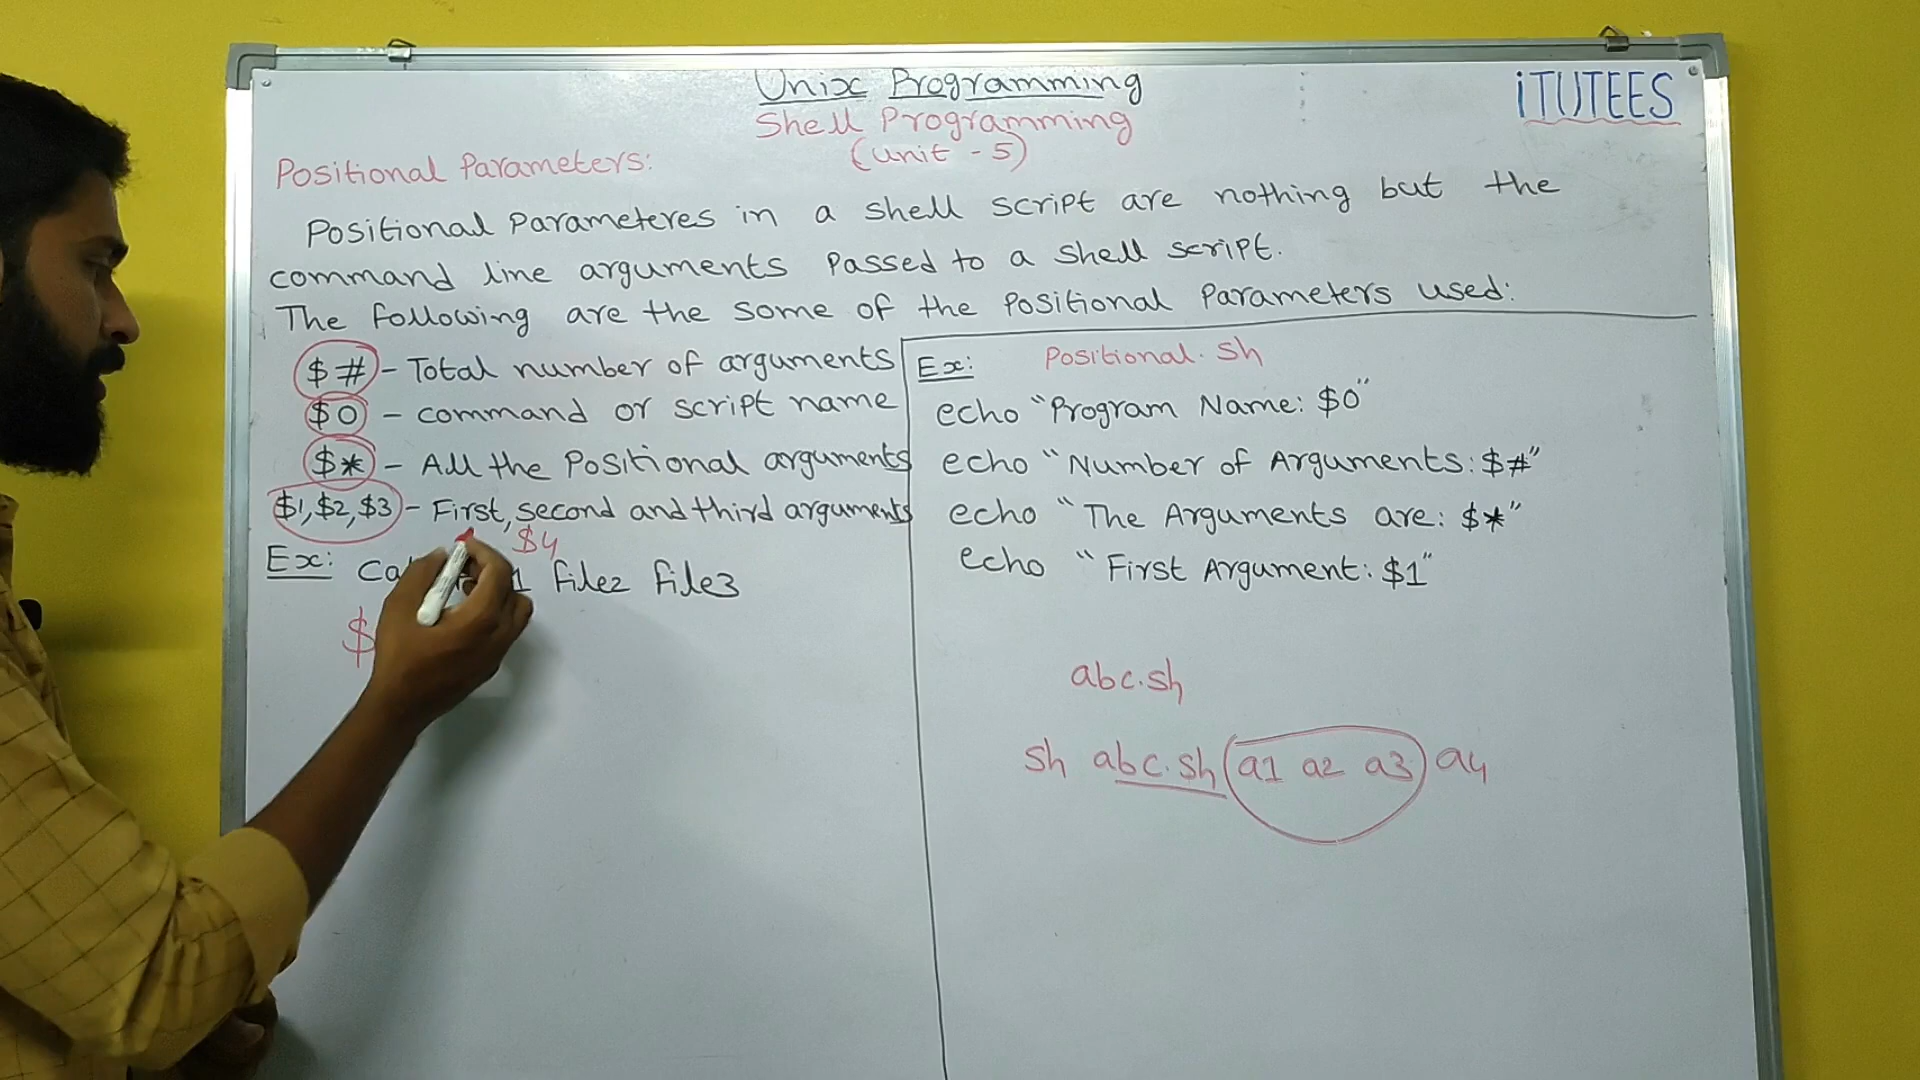 Unix Programming
iTUTEES
Shell Programming
(Unit - 5)
Positional Parameters:
Positional Parameteres in a shell script are nothing but the
command line arguments Passed to a shell script.
The following are the some of the Positional Parameters used:
$# - Total number of arguments
$0 - command or script name
$* - All the Positional arguments
$1, $2, $3 - First, second and third arguments
$4
Ex: file2 file3
$
Ex: Positional.sh
echo "Program Name: $0"
echo "Number of Arguments: $#"
echo "The Arguments are: $*"
echo "First Argument: $1"
abc.sh
sh abc.sh a1 a2 a3 a4